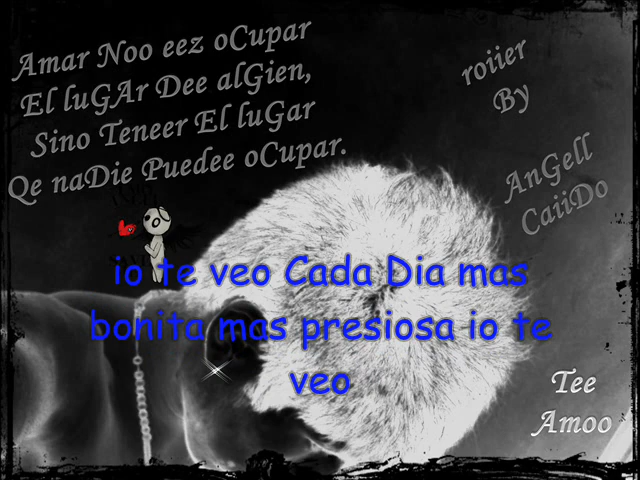 Amar Noo eez oCupar
El luGAr Dee alGien,
Sino Teneer El luGar
Qe naDie Puedee oCupar.
roiier
By
AnGell
CaiiDo
io te veo Cada Dia mas
bonita mas presiosa io te
veo
Tee
Amoo